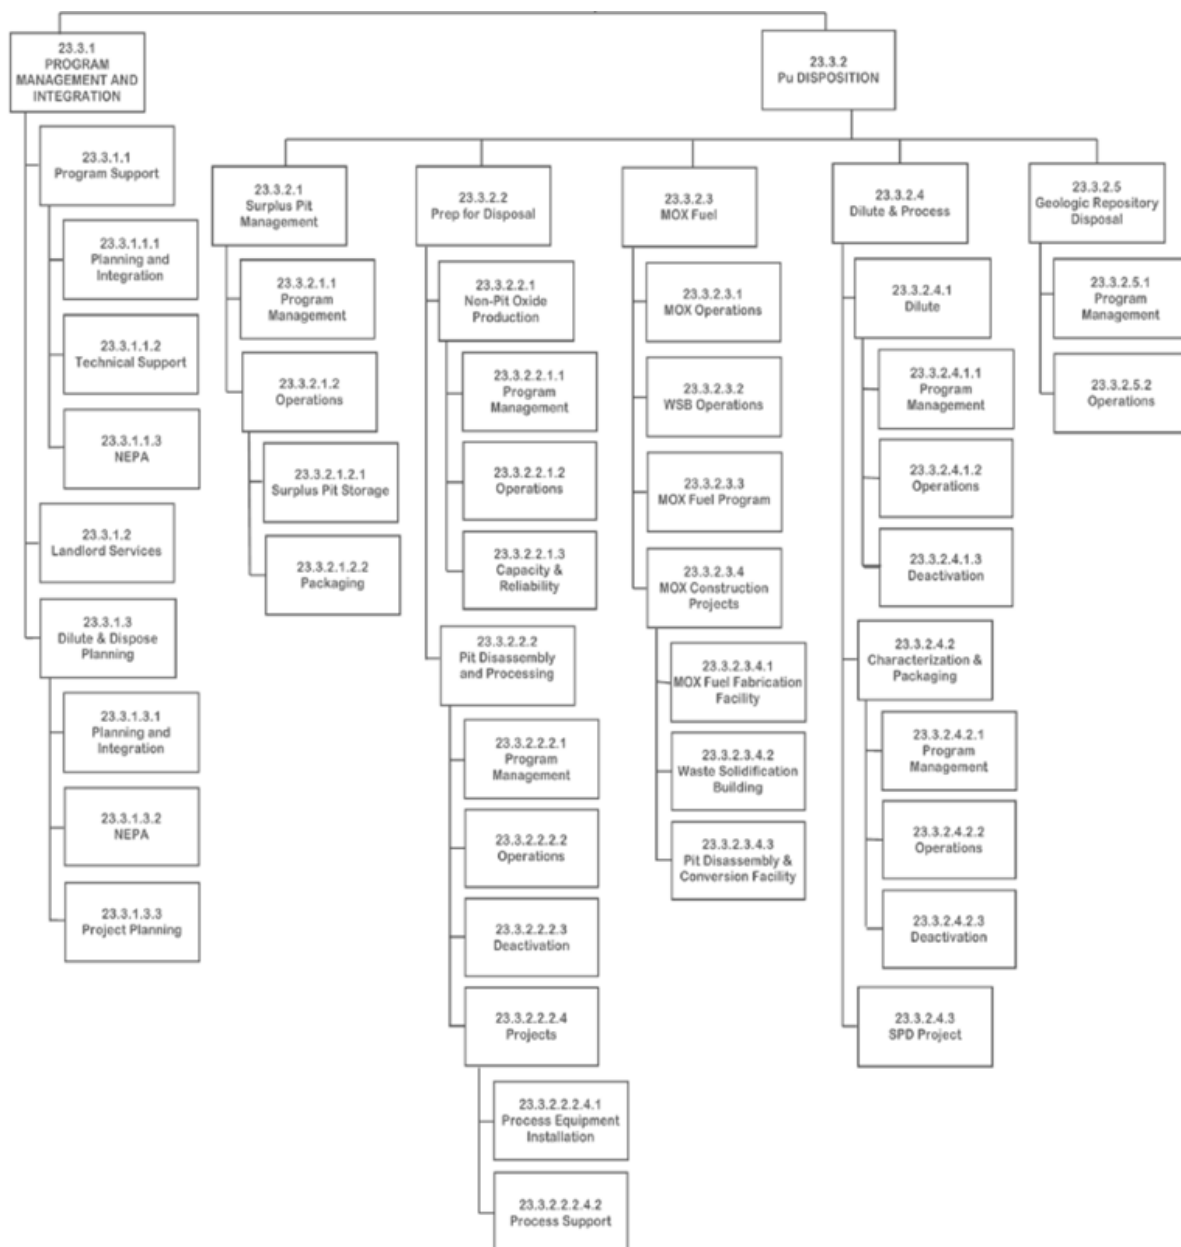 23.3.1
PROGRAM
MANAGEMENT AND
INTEGRATION
23.3.1.1
Program Support
23.3.1.1.1
Planning and
Integration
23.3.1.1.2
Technical Support
23.3.1.1.3
NEPA
23.3.1.2
Landlord Services
23.3.1.3
Dilute & Dispose
Planning
23.3.1.3.1
Planning and
Integration
23.3.1.3.2
NEPA
23.3.1.3.3
Project Planning
23.3.2
Pu DISPOSITION
23.3.2.1
Surplus Pit
Management
23.3.2.1.1
Program
Management
23.3.2.1.2
Operations
23.3.2.1.2.1
Surplus Pit Storage
23.3.2.1.2.2
Packaging
23.3.2.2
Prep for Disposal
23.3.2.2.1
Non-Pit Oxide
Production
23.3.2.2.1.1
Program
Management
23.3.2.2.1.2
Operations
23.3.2.2.1.3
Capacity &
Reliability
23.3.2.2.2
Pit Disassembly
and Processing
23.3.2.2.2.1
Program
Management
23.3.2.2.2.2
Operations
23.3.2.2.2.3
Deactivation
23.3.2.2.2.4
Projects
23.3.2.2.2.4.1
Process Equipment
Installation
23.3.2.2.2.4.2
Process Support
23.3.2.3
MOX Fuel
23.3.2.3.1
MOX Operations
23.3.2.3.2
WSB Operations
23.3.2.3.3
MOX Fuel Program
23.3.2.3.4
MOX Construction
Projects
23.3.2.3.4.1
MOX Fuel Fabrication
Facility
23.3.2.3.4.2
Waste Solidification
Building
23.3.2.3.4.3
Pit Disassembly &
Conversion Facility
23.3.2.4
Dilute & Process
23.3.2.4.1
Dilute
23.3.2.4.1.1
Program
Management
23.3.2.4.1.2
Operations
23.3.2.4.1.3
Deactivation
23.3.2.4.2
Characterization &
Packaging
23.3.2.4.2.1
Program
Management
23.3.2.4.2.2
Operations
23.3.2.4.2.3
Deactivation
23.3.2.4.3
SPD Project
23.3.2.5
Geologic Repository
Disposal
23.3.2.5.1
Program
Management
23.3.2.5.2
Operations